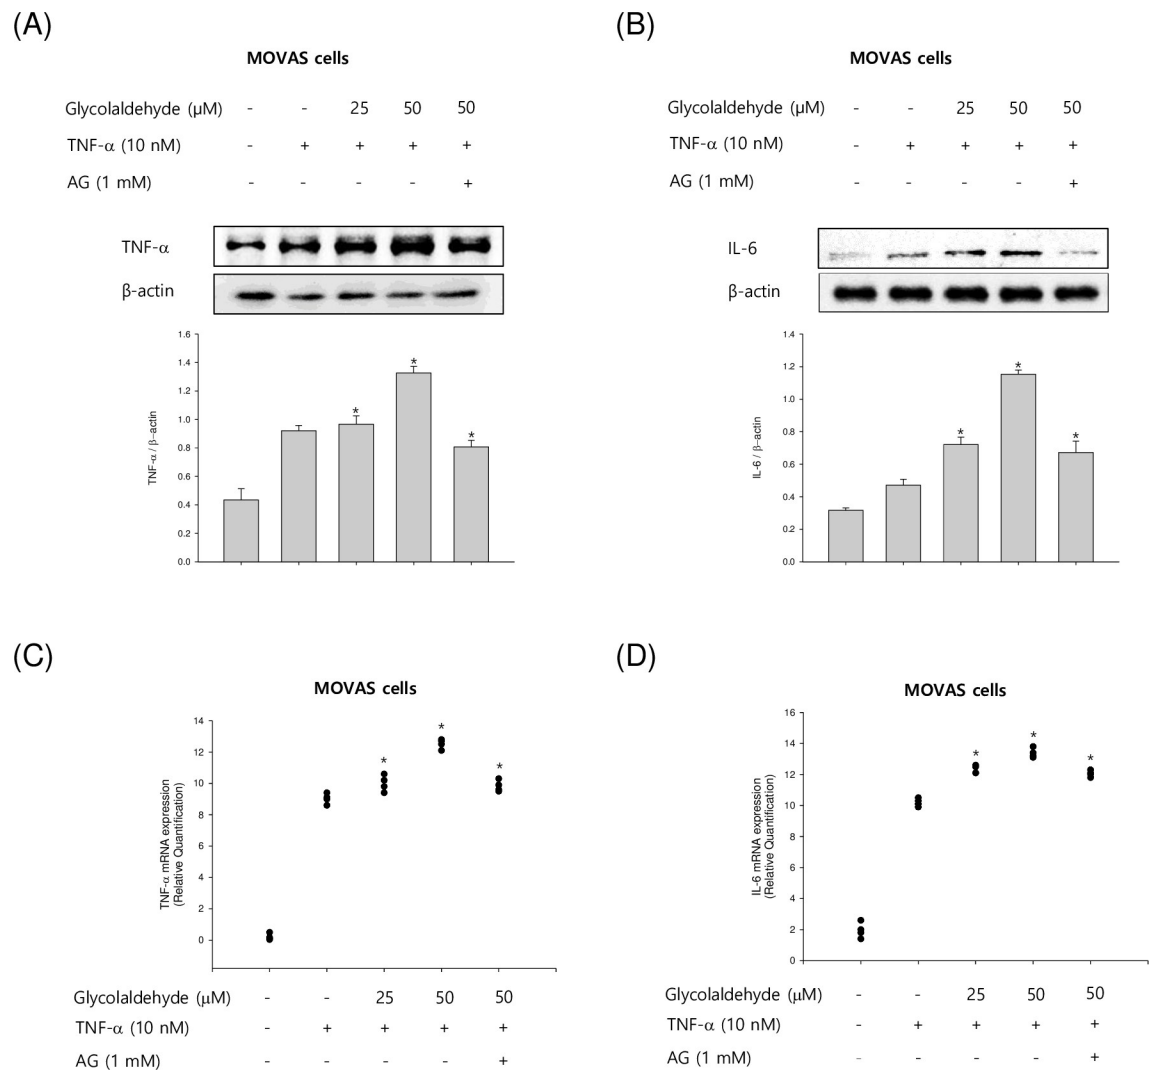 (A)
MOVAS cells
Glycolaldehyde (μM) - - 25 50 50
TNF-α (10 nM) - + + + +
AG (1 mM) - - - - +
TNF-α
β-actin
TNF-α / β-actin
1.6
1.4
1.2
1.0
0.8
0.6
0.4
0.2
0.0
* * *
(B)
MOVAS cells
Glycolaldehyde (μM) - - 25 50 50
TNF-α (10 nM) - + + + +
AG (1 mM) - - - - +
IL-6
β-actin
IL-6 / β-actin
1.4
1.2
1.0
0.8
0.6
0.4
0.2
0.0
* * *
(C)
MOVAS cells
TNF-α mRNA expression
(Relative Quantification)
14
12
10
8
6
4
2
0
* * *
Glycolaldehyde (μM) - - 25 50 50
TNF-α (10 nM) - + + + +
AG (1 mM) - - - - +
(D)
MOVAS cells
IL-6 mRNA expression
(Relative Quantification)
16
14
12
10
8
6
4
2
0
* * *
Glycolaldehyde (μM) - - 25 50 50
TNF-α (10 nM) - + + + +
AG (1 mM) - - - - +